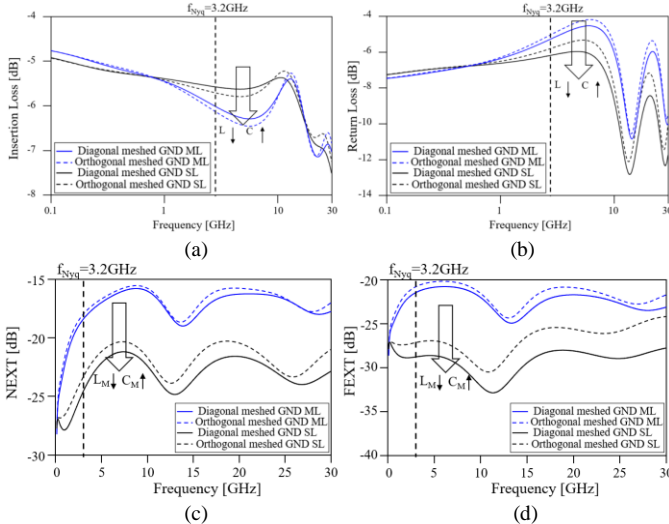 f_Nyq=3.2GHz
f_Nyq=3.2GHz
-4
-5
-6
-7
-8
Insertion Loss [dB]
L C
Diagonal meshed GND ML
Orthogonal meshed GND ML
Diagonal meshed GND SL
Orthogonal meshed GND SL
0.1 1 10 30
Frequency [GHz]
(a)
-4
-6
-8
-10
-12
-14
Return Loss [dB]
L C
Diagonal meshed GND ML
Orthogonal meshed GND ML
Diagonal meshed GND SL
Orthogonal meshed GND SL
0.1 1 10 30
Frequency [GHz]
(b)
f_Nyq=3.2GHz
-15
-20
-25
-30
NEXT [dB]
L_M C_M
Diagonal meshed GND ML
Orthogonal meshed GND ML
Diagonal meshed GND SL
Orthogonal meshed GND SL
0 5 10 15 20 25 30
Frequency [GHz]
(c)
f_Nyq=3.2GHz
-20
-25
-30
-35
-40
FEXT [dB]
L_M C_M
Diagonal meshed GND ML
Orthogonal meshed GND ML
Diagonal meshed GND SL
Orthogonal meshed GND SL
0 5 10 15 20 25 30
Frequency [GHz]
(d)